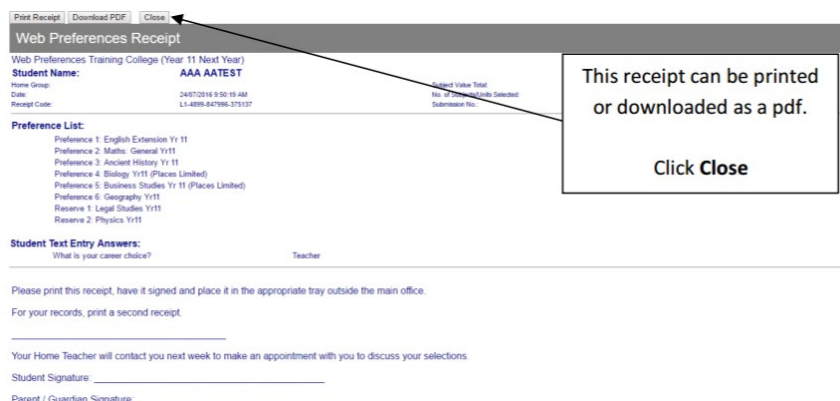 Print Receipt Download PDF Close
Web Preferences Receipt
Web Preferences Training College (Year 11 Next Year)
Student Name: AAA AATEST
Home Group: Subject Value Total:
Date: 24/07/2016 9:50:19 AM No. of Subjects/Units Selected:
Receipt Code: L1-4899-847996-375137 Submission No.:
This receipt can be printed
or downloaded as a pdf.
Click Close
Preference List:
Preference 1: English Extension Yr 11
Preference 2: Maths: General Yr11
Preference 3: Ancient History Yr 11
Preference 4: Biology Yr11 (Places Limited)
Preference 5: Business Studies Yr 11 (Places Limited)
Preference 6: Geography Yr11
Reserve 1: Legal Studies Yr11
Reserve 2: Physics Yr11
Student Text Entry Answers:
What is your career choice? Teacher
Please print this receipt, have it signed and place it in the appropriate tray outside the main office.
For your records, print a second receipt.
Your Home Teacher will contact you next week to make an appointment with you to discuss your selections.
Student Signature:
Parent / Guardian Signature: